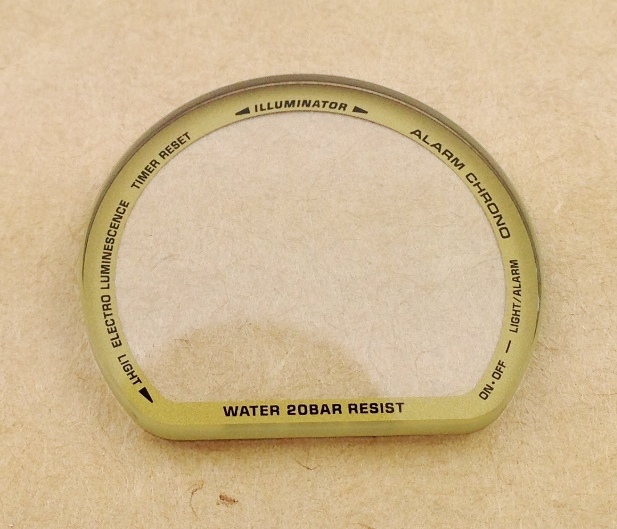 ◄ ILLUMINATOR ►
ALARM CHRONO
LIGHT/ALARM
ON•OFF —
WATER 20BAR RESIST
◄ LIGHT
ELECTRO LUMINESCENCE
TIMER RESET